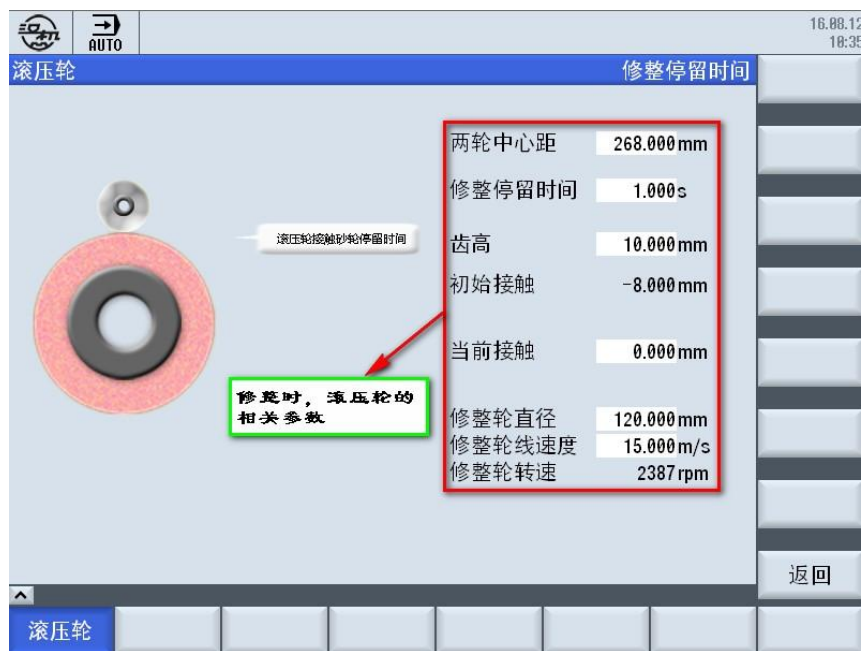 AUTO
16.08.12
10:35
滚压轮
修整停留时间
两轮中心距 268.000mm
修整停留时间 1.000s
滚压轮接触砂轮停留时间
齿高 10.000mm
初始接触 -8.000mm
当前接触 0.000mm
修整时，滚压轮的
相关参数
修整轮直径 120.000mm
修整轮线速度 15.000m/s
修整轮转速 2387rpm
返回
滚压轮